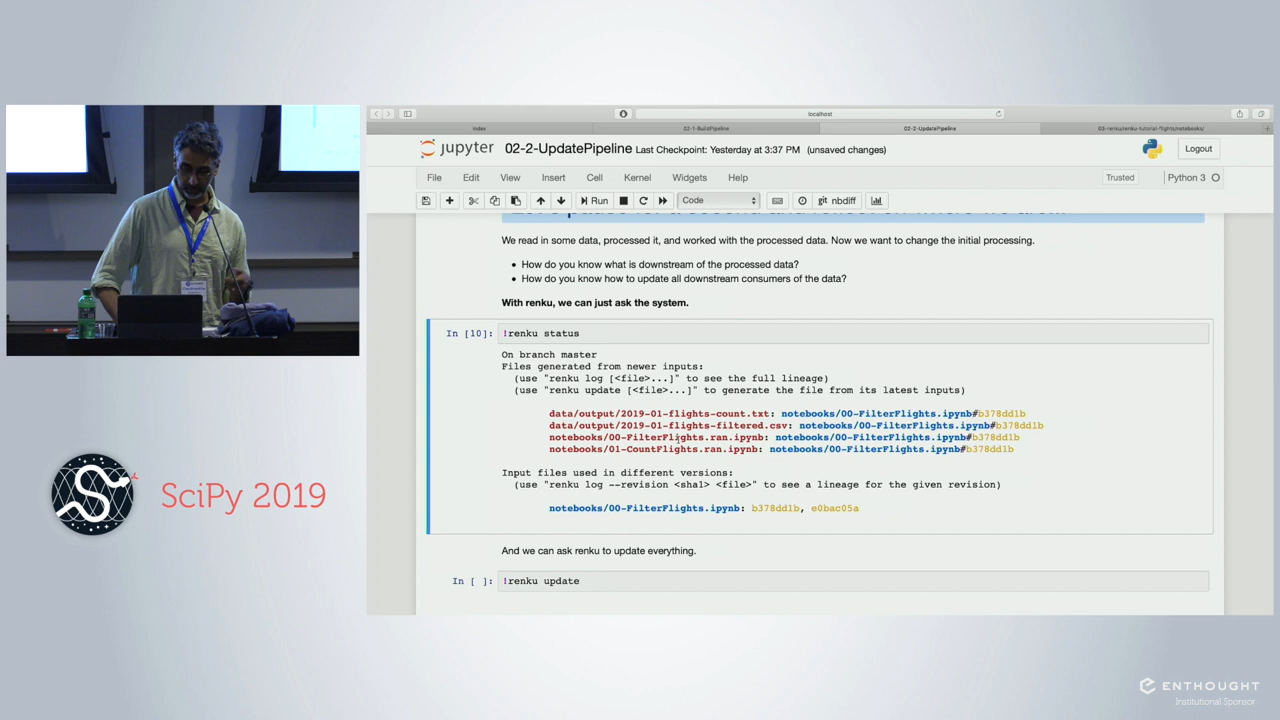 localhost
index
02-1-BuildPipeline
02-2-UpdatePipeline
03-renku/renku-tutorial-flights/notebooks/
jupyter 02-2-UpdatePipeline Last Checkpoint: Yesterday at 3:37 PM (unsaved changes)
Logout
File Edit View Insert Cell Kernel Widgets Help
Trusted
Python 3
Run
Code
git nbdiff
We read in some data, processed it, and worked with the processed data. Now we want to change the initial processing.
• How do you know what is downstream of the processed data?
• How do you know how to update all downstream consumers of the data?
With renku, we can just ask the system.
In [10]: !renku status
On branch master
Files generated from newer inputs:
(use "renku log [<file>...]" to see the full lineage)
(use "renku update [<file>...]" to generate the file from its latest inputs)
data/output/2019-01-flights-count.txt: notebooks/00-FilterFlights.ipynb#b378dd1b
data/output/2019-01-flights-filtered.csv: notebooks/00-FilterFlights.ipynb#b378dd1b
notebooks/00-FilterFlights.ran.ipynb: notebooks/00-FilterFlights.ipynb#b378dd1b
notebooks/01-CountFlights.ran.ipynb: notebooks/00-FilterFlights.ipynb#b378dd1b
Input files used in different versions:
(use "renku log --revision <sha1> <file>" to see a lineage for the given revision)
notebooks/00-FilterFlights.ipynb: b378dd1b, e0bac05a
And we can ask renku to update everything.
In [ ]: !renku update
SciPy 2019
ENTHOUGHT
Institutional Sponsor